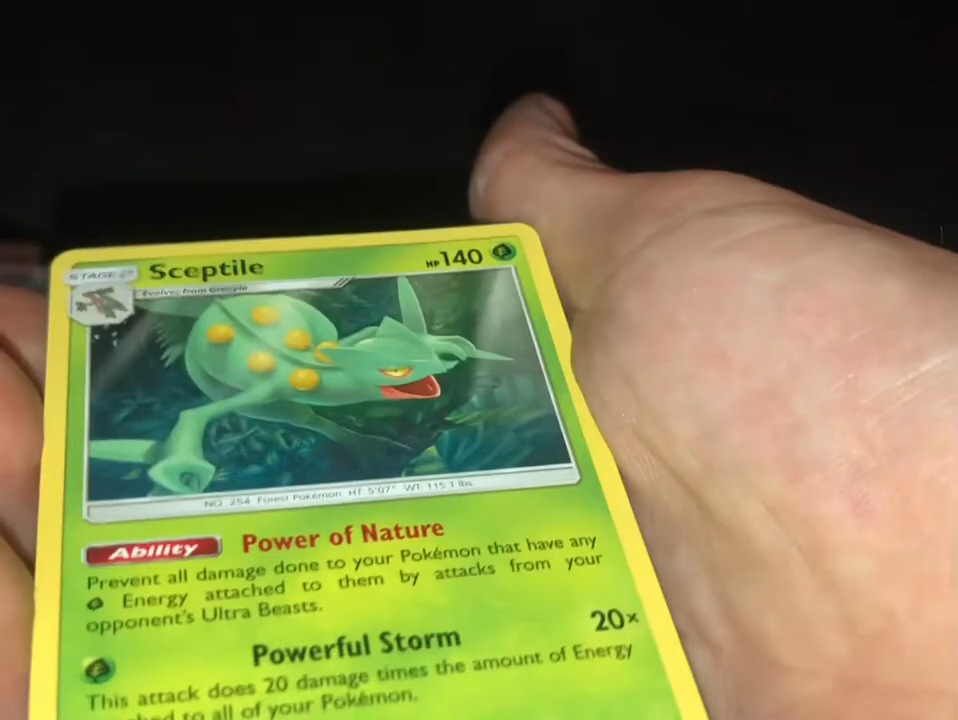 STAGE 2 Sceptile HP 140
Evolves from Grovyle
NO. 254 Forest Pokémon HT: 5'07" WT: 115.1 lbs.
Ability Power of Nature
Prevent all damage done to your Pokémon that have any
Energy attached to them by attacks from your
opponent's Ultra Beasts.
Powerful Storm 20×
This attack does 20 damage times the amount of Energy
to all of your Pokémon.